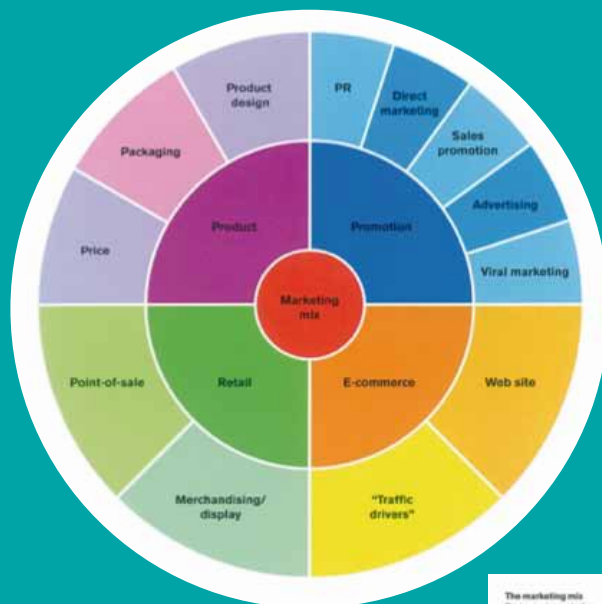 Product
design
PR
Direct
marketing
Sales
promotion
Packaging
Advertising
Product
Promotion
Price
Viral marketing
Marketing
mix
Point-of-sale
Retail
E-commerce
Web site
Merchandising/
display
"Traffic
drivers"
The marketing mix